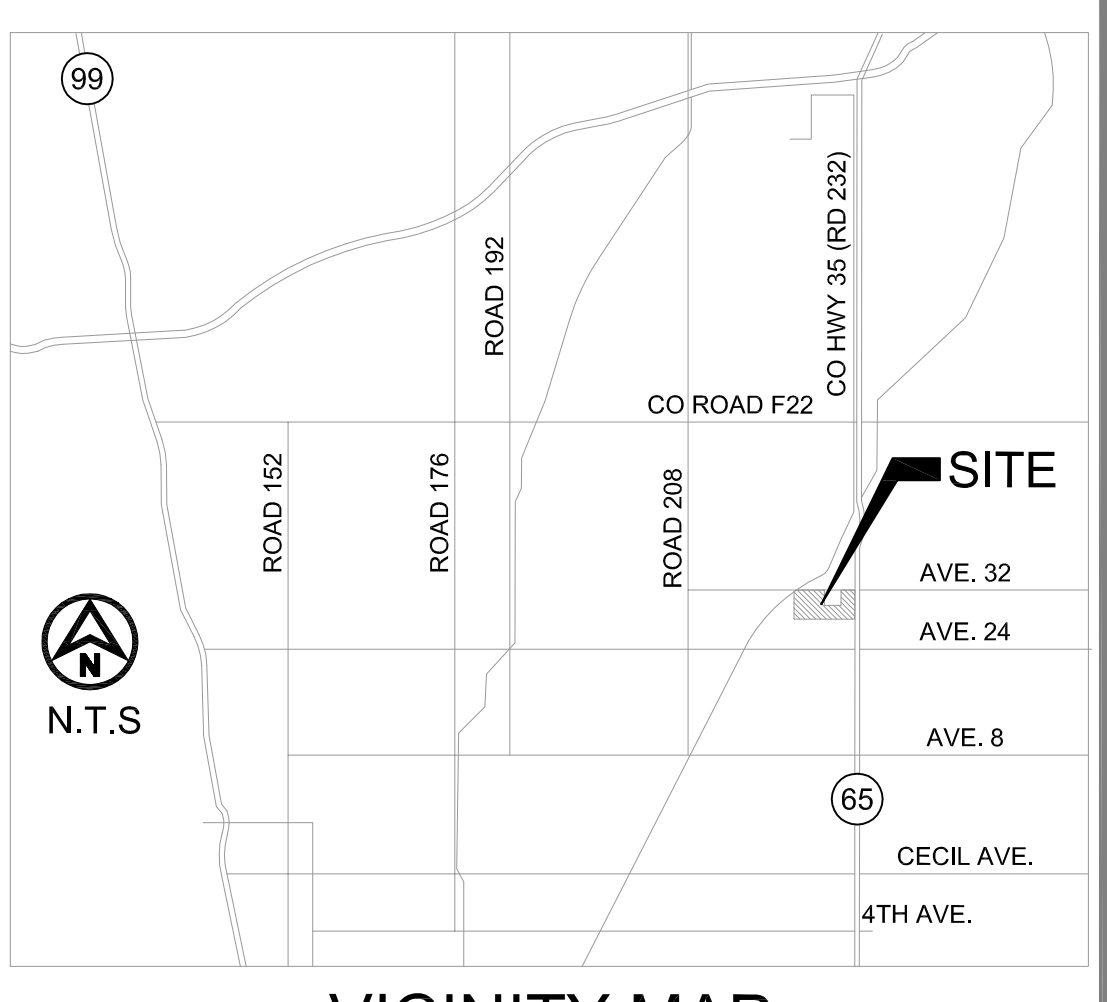 99
CO HWY 35 (RD 232)
ROAD 192
CO ROAD F22
ROAD 152
ROAD 176
ROAD 208
SITE
AVE. 32
AVE. 24
N
N.T.S
AVE. 8
65
CECIL AVE.
4TH AVE.
VICINITY MAP